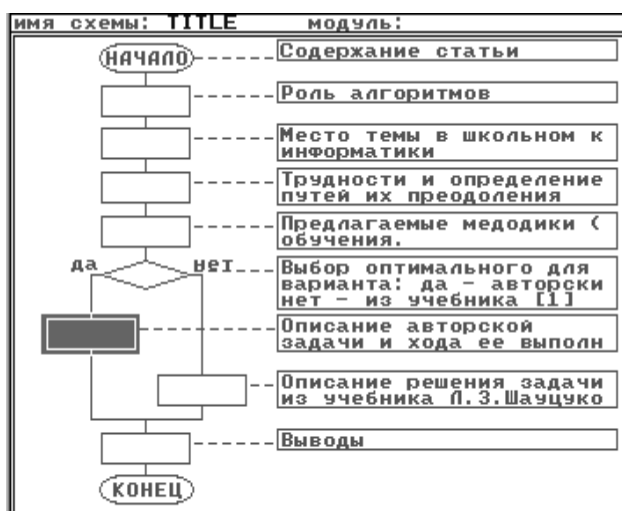 имя схемы: TITLE модуль:
НАЧАЛО
Содержание статьи
Роль алгоритмов
Место темы в школьном к
информатики
Трудности и определение
путей их преодоления
Предлагаемые медодики (
обучения.
да
нет
Выбор оптимального для
варианта: да - авторски
нет - из учебника [1]
Описание авторской
задачи и хода ее выполн
Описание решения задачи
из учебника Л.З.Шауцуко
Выводы
КОНЕЦ